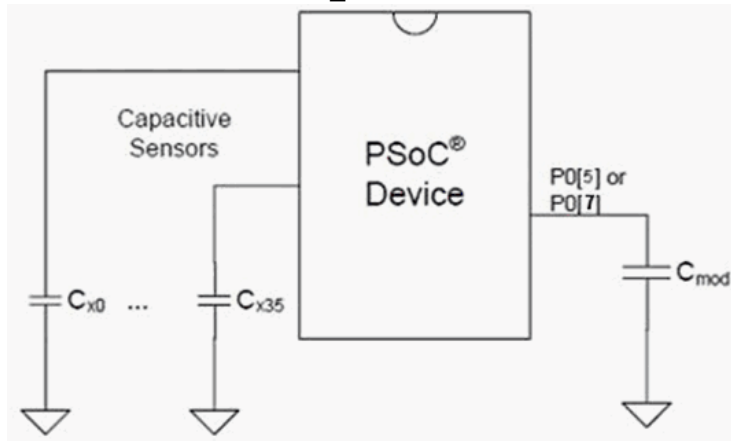 Capacitive
Sensors
PSoC®
Device
P0[5] or
P0[7]
Cx0 ... Cx35
Cmod